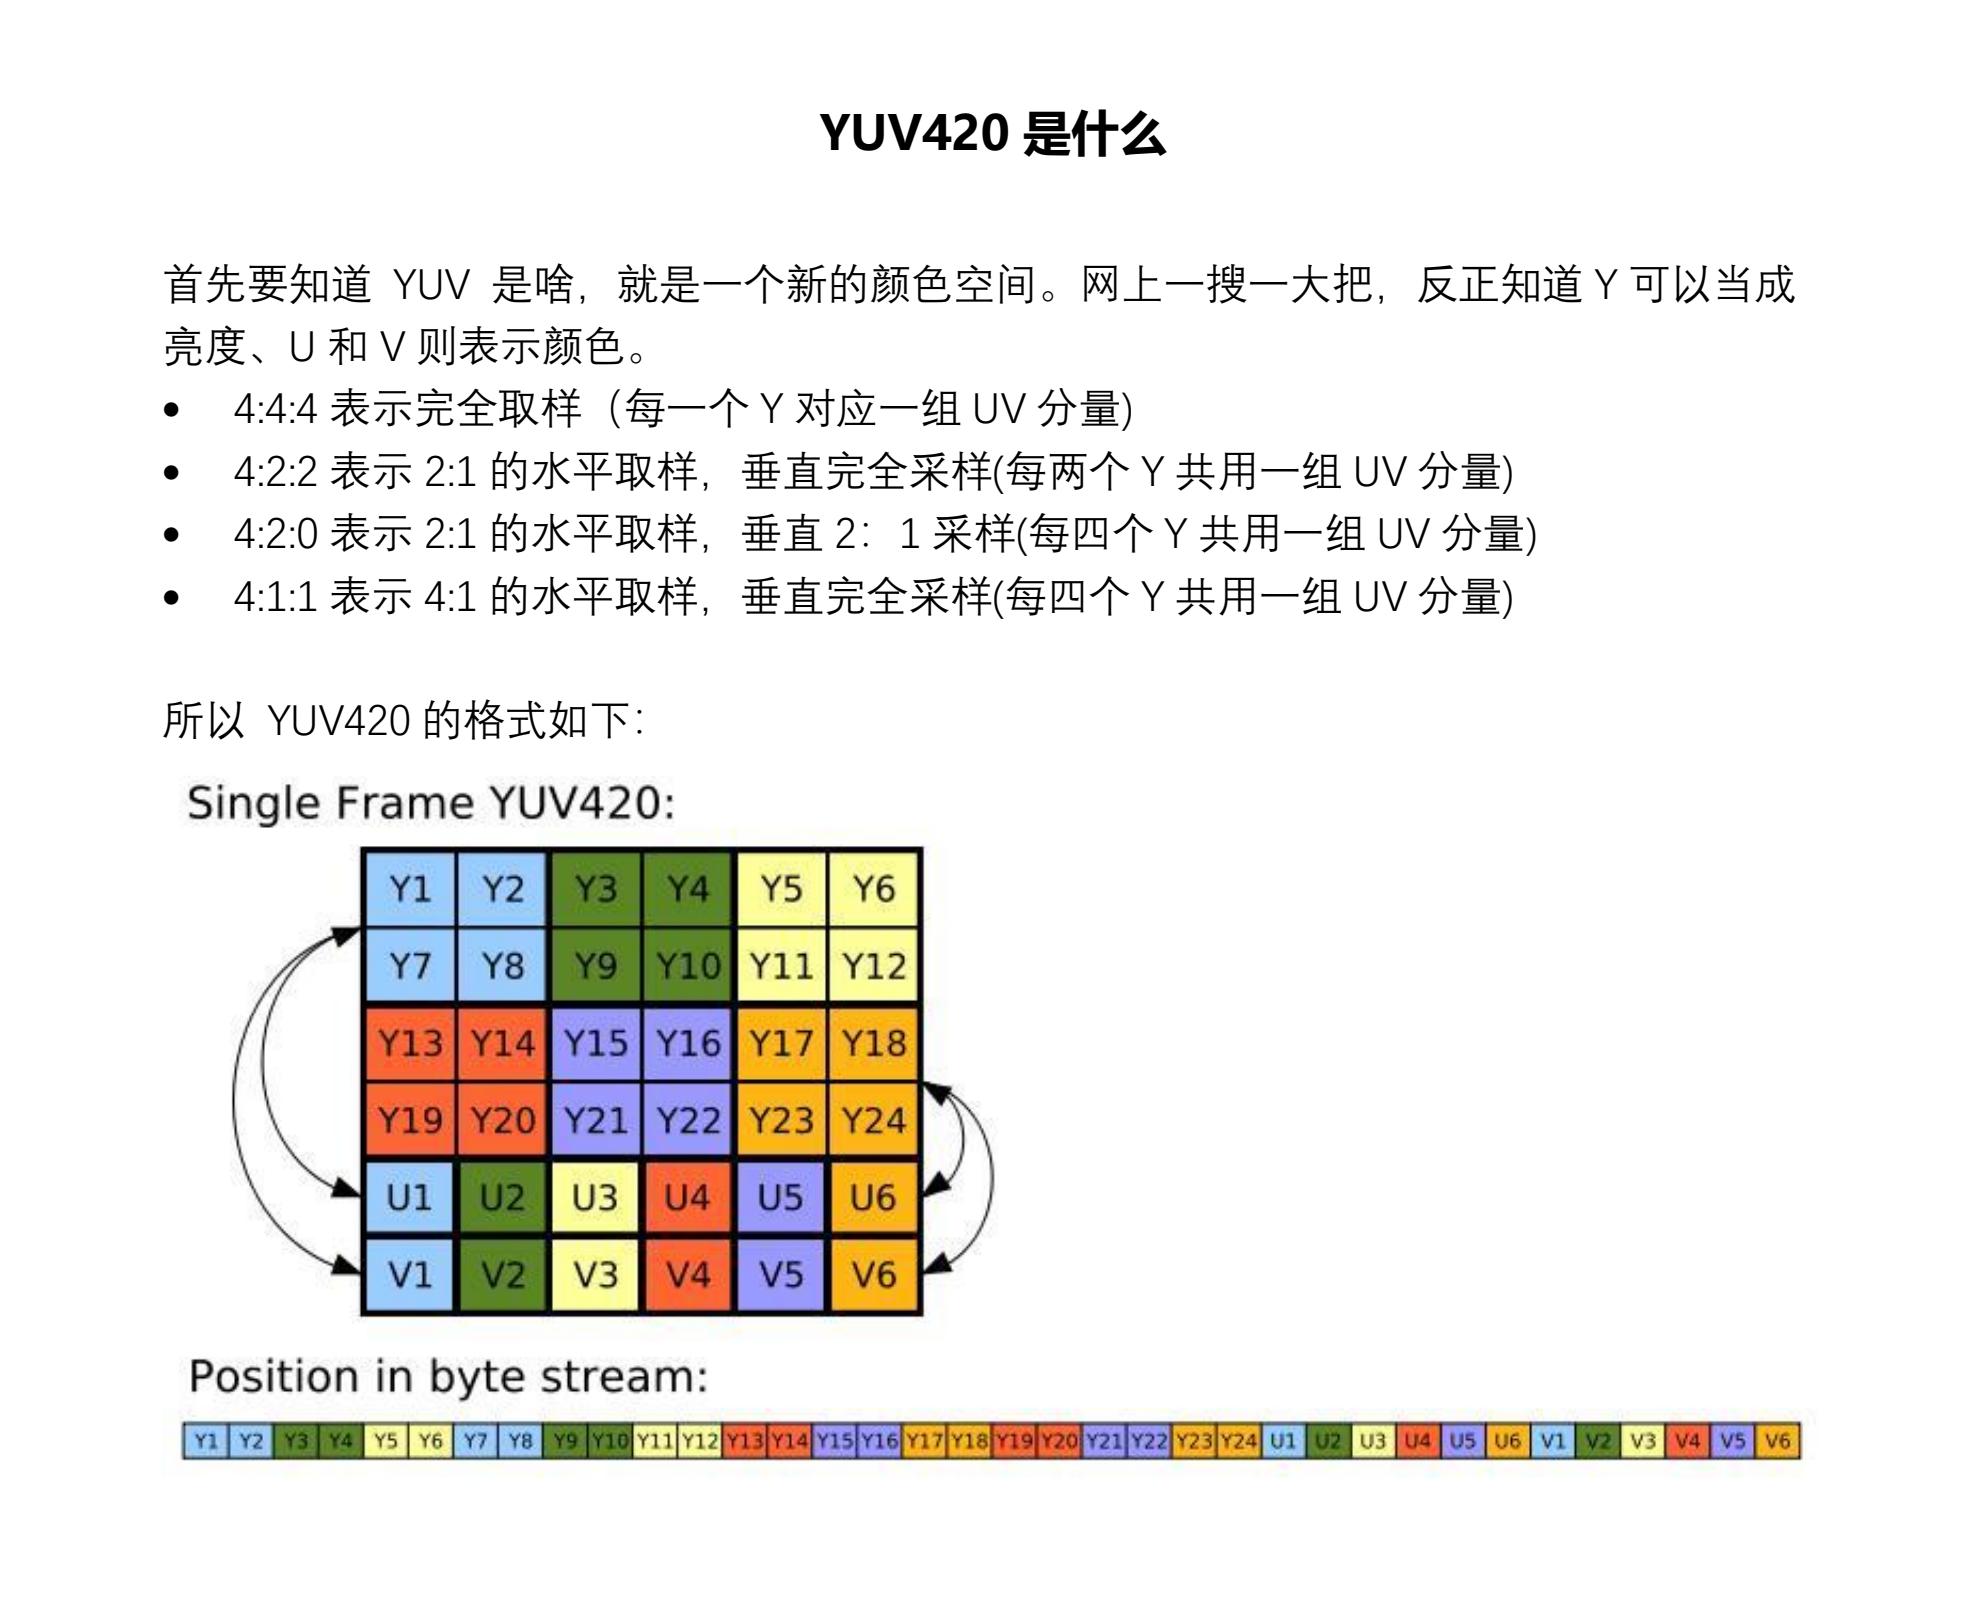 YUV420 是什么
首先要知道 YUV 是啥，就是一个新的颜色空间。网上一搜一大把，反正知道 Y 可以当成
亮度、U 和 V 则表示颜色。
• 4:4:4 表示完全取样（每一个 Y 对应一组 UV 分量)
• 4:2:2 表示 2:1 的水平取样，垂直完全采样(每两个 Y 共用一组 UV 分量)
• 4:2:0 表示 2:1 的水平取样，垂直 2：1 采样(每四个 Y 共用一组 UV 分量)
• 4:1:1 表示 4:1 的水平取样，垂直完全采样(每四个 Y 共用一组 UV 分量)
所以 YUV420 的格式如下：
Single Frame YUV420:
Y1 Y2 Y3 Y4 Y5 Y6
Y7 Y8 Y9 Y10 Y11 Y12
Y13 Y14 Y15 Y16 Y17 Y18
Y19 Y20 Y21 Y22 Y23 Y24
U1 U2 U3 U4 U5 U6
V1 V2 V3 V4 V5 V6
Position in byte stream:
Y1 Y2 Y3 Y4 Y5 Y6 Y7 Y8 Y9 Y10 Y11 Y12 Y13 Y14 Y15 Y16 Y17 Y18 Y19 Y20 Y21 Y22 Y23 Y24 U1 U2 U3 U4 U5 U6 V1 V2 V3 V4 V5 V6